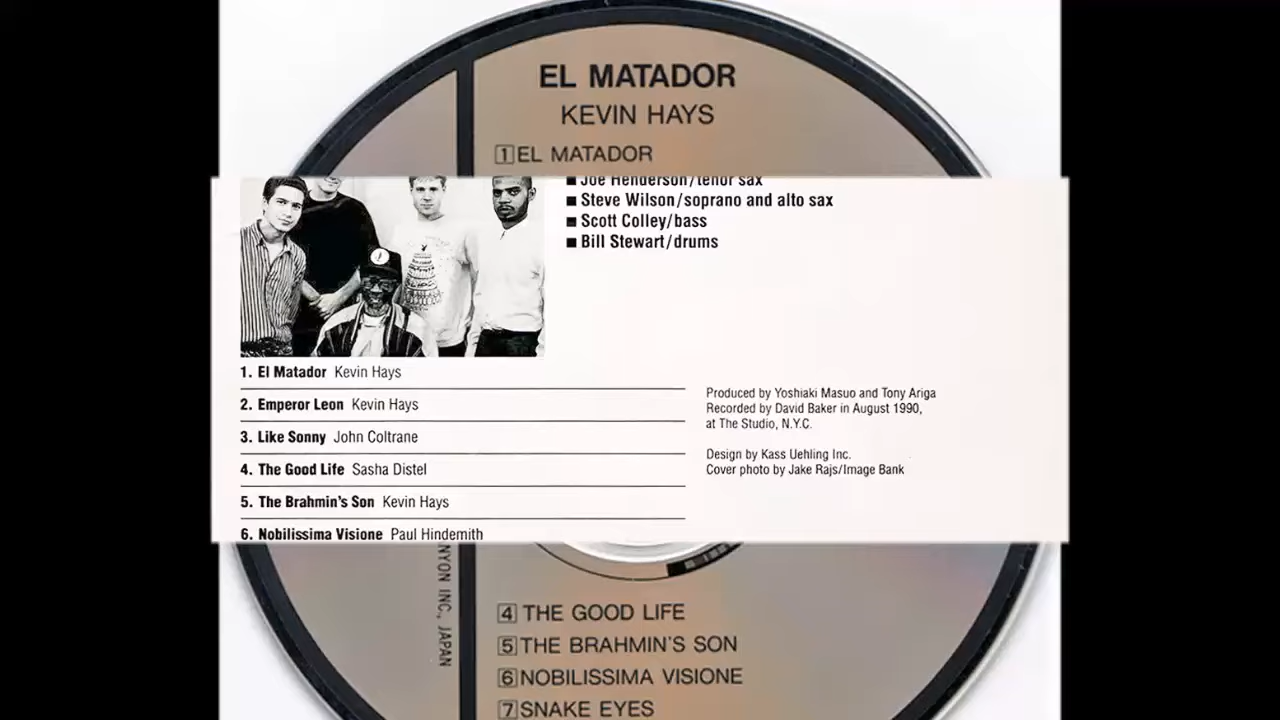 EL MATADOR
KEVIN HAYS
1 EL MATADOR
■ Joe Henderson/tenor sax
■ Steve Wilson/soprano and alto sax
■ Scott Colley/bass
■ Bill Stewart/drums
1. El Matador Kevin Hays
2. Emperor Leon Kevin Hays
3. Like Sonny John Coltrane
4. The Good Life Sasha Distel
5. The Brahmin's Son Kevin Hays
6. Nobilissima Visione Paul Hindemith
Produced by Yoshiaki Masuo and Tony Ariga
Recorded by David Baker in August 1990,
at The Studio, N.Y.C.
Design by Kass Uehling Inc.
Cover photo by Jake Rajs/Image Bank
NYON INC., JAPAN
4 THE GOOD LIFE
5 THE BRAHMIN'S SON
6 NOBILISSIMA VISIONE
7 SNAKE EYES